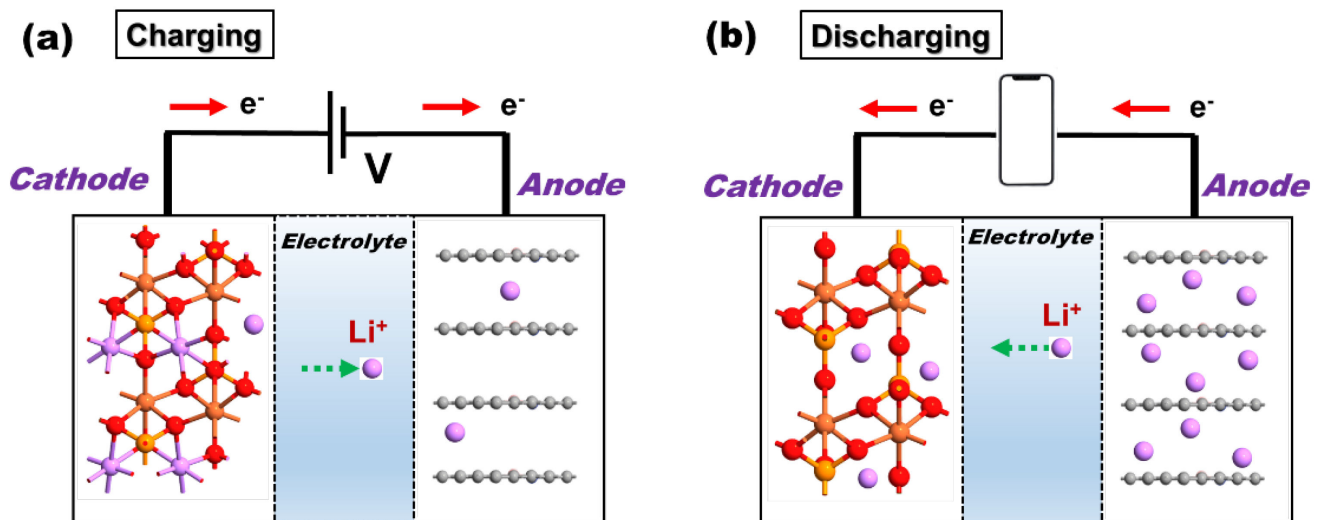 (a) Charging
e⁻ e⁻
V
Cathode Anode
Electrolyte
Li⁺
(b) Discharging
e⁻ e⁻
Cathode Anode
Electrolyte
Li⁺